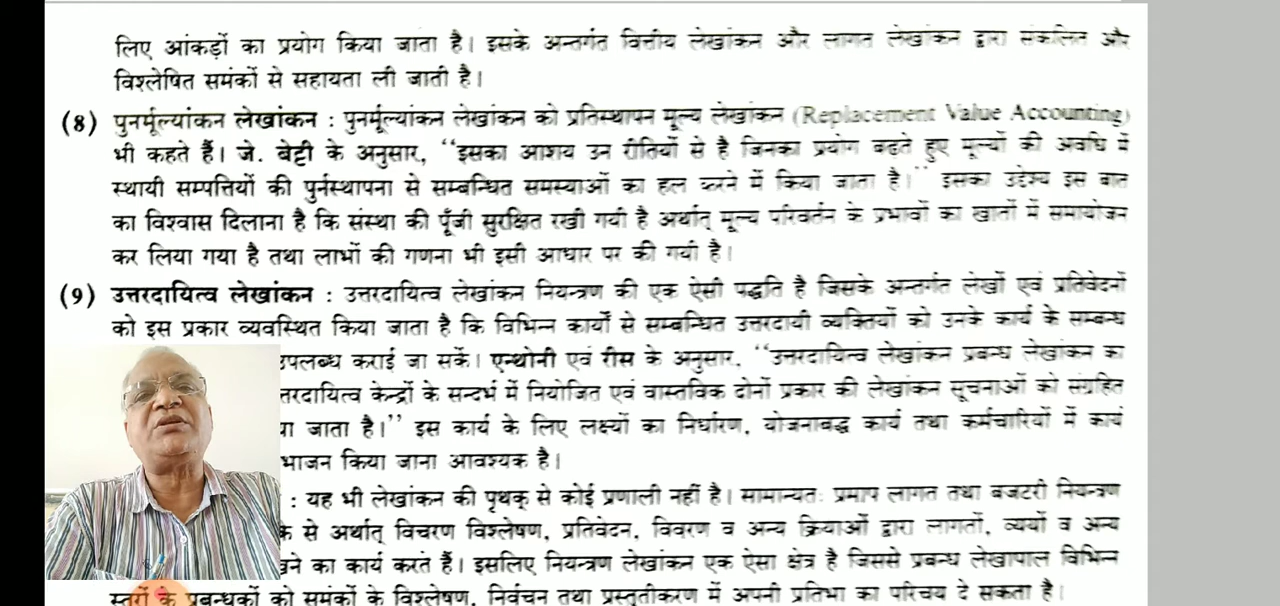 लिए आंकड़ों का प्रयोग किया जाता है। इसके अन्तर्गत वित्तीय लेखांकन और लागत लेखांकन द्वारा संकलित और
विश्लेषित समंकों से सहायता ली जाती है।
(8) पुनर्मूल्यांकन लेखांकन : पुनर्मूल्यांकन लेखांकन को प्रतिस्थापन मूल्य लेखांकन (Replacement Value Accounting)
भी कहते हैं। जे. बेट्टी के अनुसार, “इसका आशय उन रीतियों से है जिनका प्रयोग बढ़ते हुए मूल्यों की अवधि में
स्थायी सम्पत्तियों की पुर्नस्थापना से सम्बन्धित समस्याओं का हल करने में किया जाता है।” इसका उद्देश्य इस बात
का विश्वास दिलाना है कि संस्था की पूँजी सुरक्षित रखी गयी है अर्थात् मूल्य परिवर्तन के प्रभावों का खातों में समायोजन
कर लिया गया है तथा लाभों की गणना भी इसी आधार पर की गयी है।
(9) उत्तरदायित्व लेखांकन : उत्तरदायित्व लेखांकन नियन्त्रण की एक ऐसी पद्धति है जिसके अन्तर्गत लेखों एवं प्रतिवेदनों
को इस प्रकार व्यवस्थित किया जाता है कि विभिन्न कार्यों से सम्बन्धित उत्तरदायी व्यक्तियों को उनके कार्य के सम्बन्ध
उपलब्ध कराई जा सकें। एन्थोनी एवं रीस के अनुसार, “उत्तरदायित्व लेखांकन प्रबन्ध लेखांकन का
तरदायित्व केन्द्रों के सन्दर्भ में नियोजित एवं वास्तविक दोनों प्रकार की लेखांकन सूचनाओं को संग्रहित
जाता है।” इस कार्य के लिए लक्ष्यों का निर्धारण, योजनाबद्ध कार्य तथा कर्मचारियों में कार्य
भाजन किया जाना आवश्यक है।
: यह भी लेखांकन की पृथक् से कोई प्रणाली नहीं है। सामान्यतः प्रमाप लागत तथा बजटरी नियन्त्रण
के से अर्थात् विचरण विश्लेषण, प्रतिवेदन, विवरण व अन्य क्रियाओं द्वारा लागतों, व्ययों व अन्य
का कार्य करते हैं। इसलिए नियन्त्रण लेखांकन एक ऐसा क्षेत्र है जिससे प्रबन्ध लेखापाल विभिन्न
स्तरों के प्रबन्धकों को समंकों के विश्लेषण, निर्वचन तथा प्रस्तुतीकरण में अपनी प्रतिभा का परिचय दे सकता है।